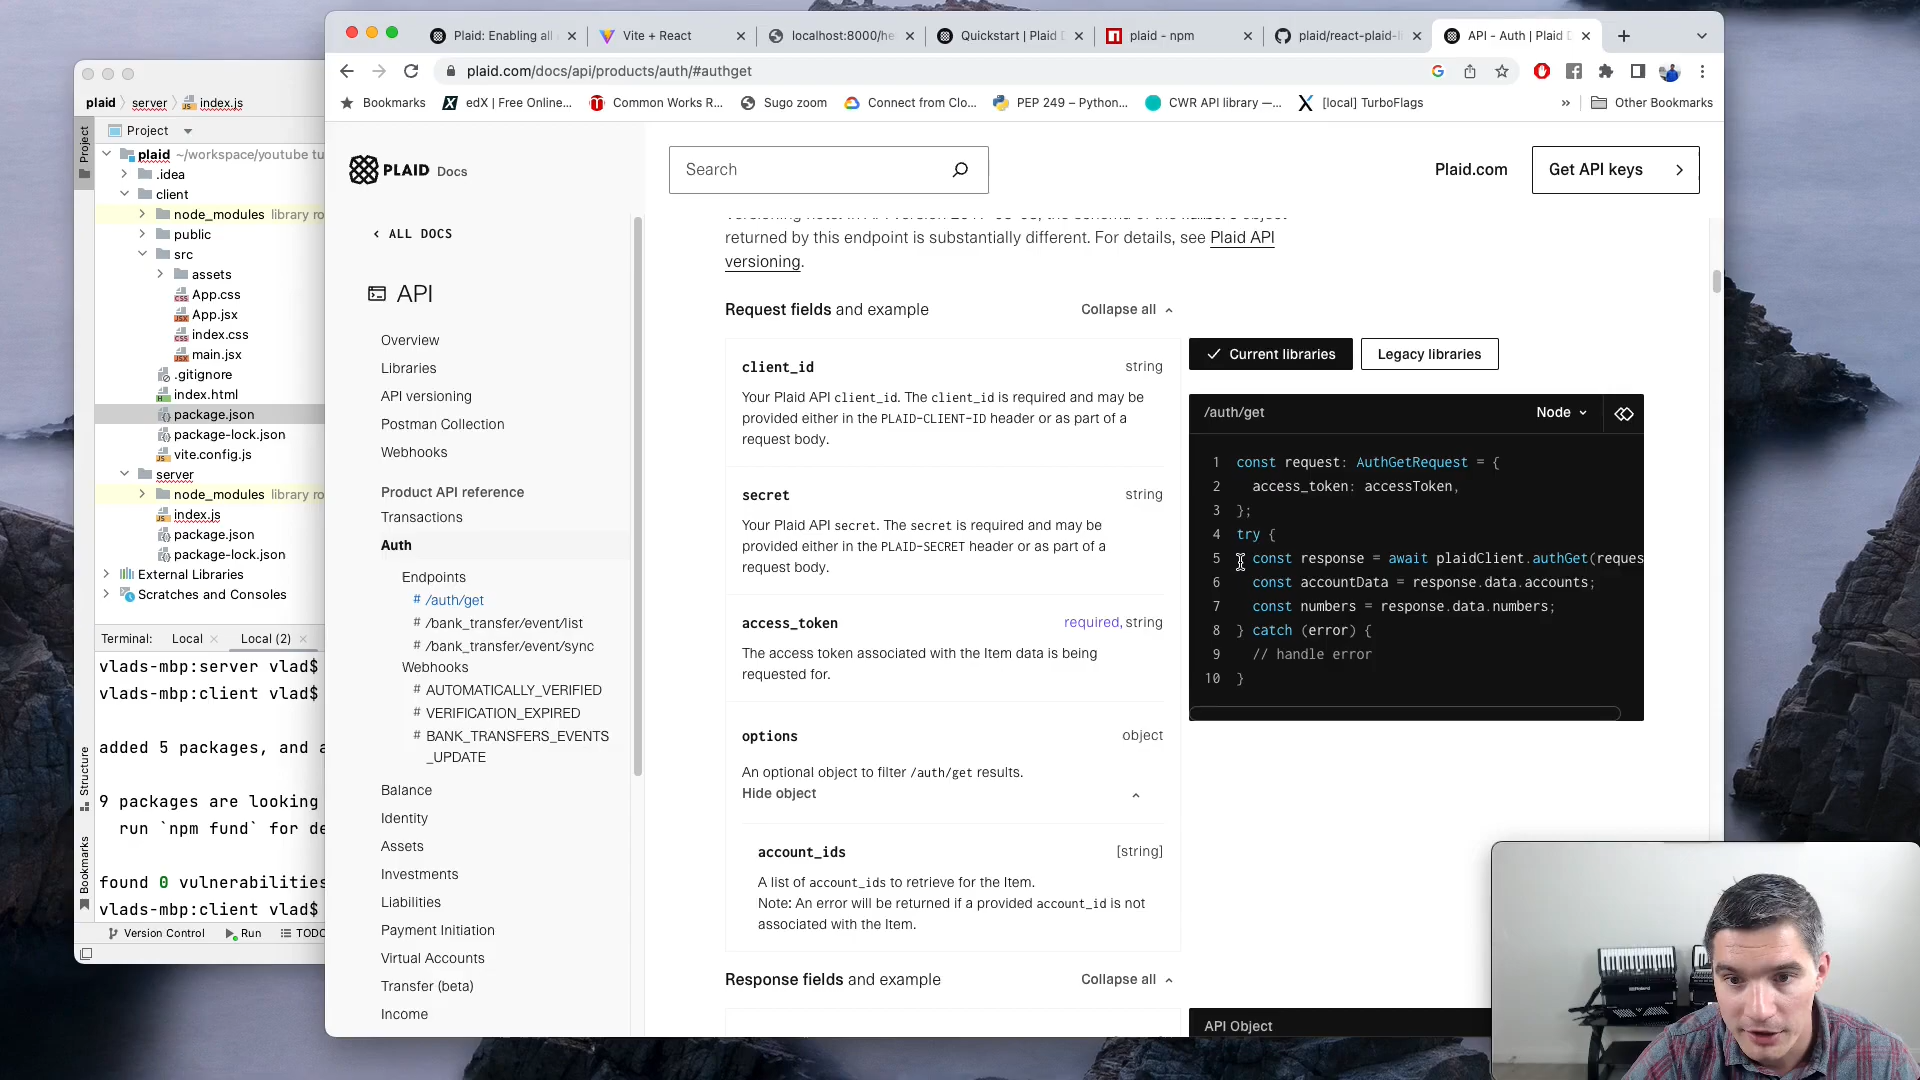 Plaid: Enabling all
Vite + React
localhost:8000/he
Quickstart | Plaid D
plaid - npm
plaid/react-plaid-li
API - Auth | Plaid D
plaid.com/docs/api/products/auth/#authget
Bookmarks
edX | Free Online...
Common Works R...
Sugo zoom
Connect from Clo...
PEP 249 – Python...
CWR API library —...
[local] TurboFlags
»
Other Bookmarks
plaid
server
index.js
Project
Project
plaid ~/workspace/youtube tu
.idea
client
node_modules library ro
public
src
assets
App.css
App.jsx
index.css
main.jsx
.gitignore
index.html
package.json
package-lock.json
vite.config.js
server
node_modules library ro
index.js
package.json
package-lock.json
External Libraries
Scratches and Consoles
Structure
Bookmarks
Terminal: Local Local (2)
vlads-mbp:server vlad$
vlads-mbp:client vlad$
added 5 packages, and a
9 packages are looking
run `npm fund` for de
found 0 vulnerabilities
vlads-mbp:client vlad$
Version Control
Run
TODO
PLAID Docs
Search
Plaid.com
Get API keys
ALL DOCS
API
Overview
Libraries
API versioning
Postman Collection
Webhooks
Product API reference
Transactions
Auth
Endpoints
# /auth/get
# /bank_transfer/event/list
# /bank_transfer/event/sync
Webhooks
# AUTOMATICALLY_VERIFIED
# VERIFICATION_EXPIRED
# BANK_TRANSFERS_EVENTS
_UPDATE
Balance
Identity
Assets
Investments
Liabilities
Payment Initiation
Virtual Accounts
Transfer (beta)
Income
returned by this endpoint is substantially different. For details, see Plaid API
versioning.
Request fields and example
Collapse all
client_id
string
Your Plaid API client_id. The client_id is required and may be
provided either in the PLAID-CLIENT-ID header or as part of a
request body.
secret
string
Your Plaid API secret. The secret is required and may be
provided either in the PLAID-SECRET header or as part of a
request body.
access_token
required, string
The access token associated with the Item data is being
requested for.
options
object
An optional object to filter /auth/get results.
Hide object
account_ids
[string]
A list of account_ids to retrieve for the Item.
Note: An error will be returned if a provided account_id is not
associated with the Item.
Response fields and example
Collapse all
Current libraries
Legacy libraries
/auth/get
Node
1 const request: AuthGetRequest = {
2 access_token: accessToken,
3 };
4 try {
5 const response = await plaidClient.authGet(reques
6 const accountData = response.data.accounts;
7 const numbers = response.data.numbers;
8 } catch (error) {
9 // handle error
10 }
API Object
Roland